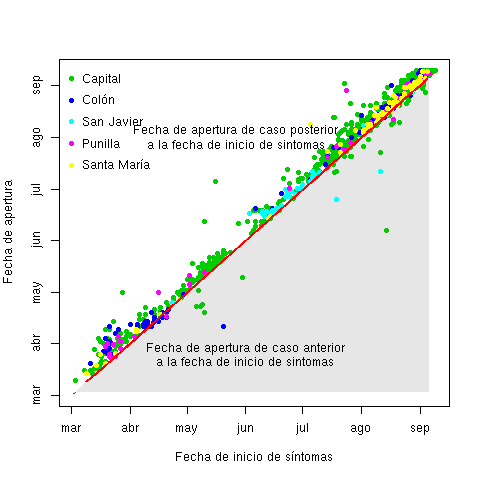 Capital
Colón
San Javier
Punilla
Santa María
Fecha de apertura de caso posterior
a la fecha de inicio de sintomas
Fecha de apertura de caso anterior
a la fecha de inicio de sintomas
Fecha de apertura
sep
ago
jul
jun
may
abr
mar
mar abr may jun jul ago sep
Fecha de inicio de síntomas